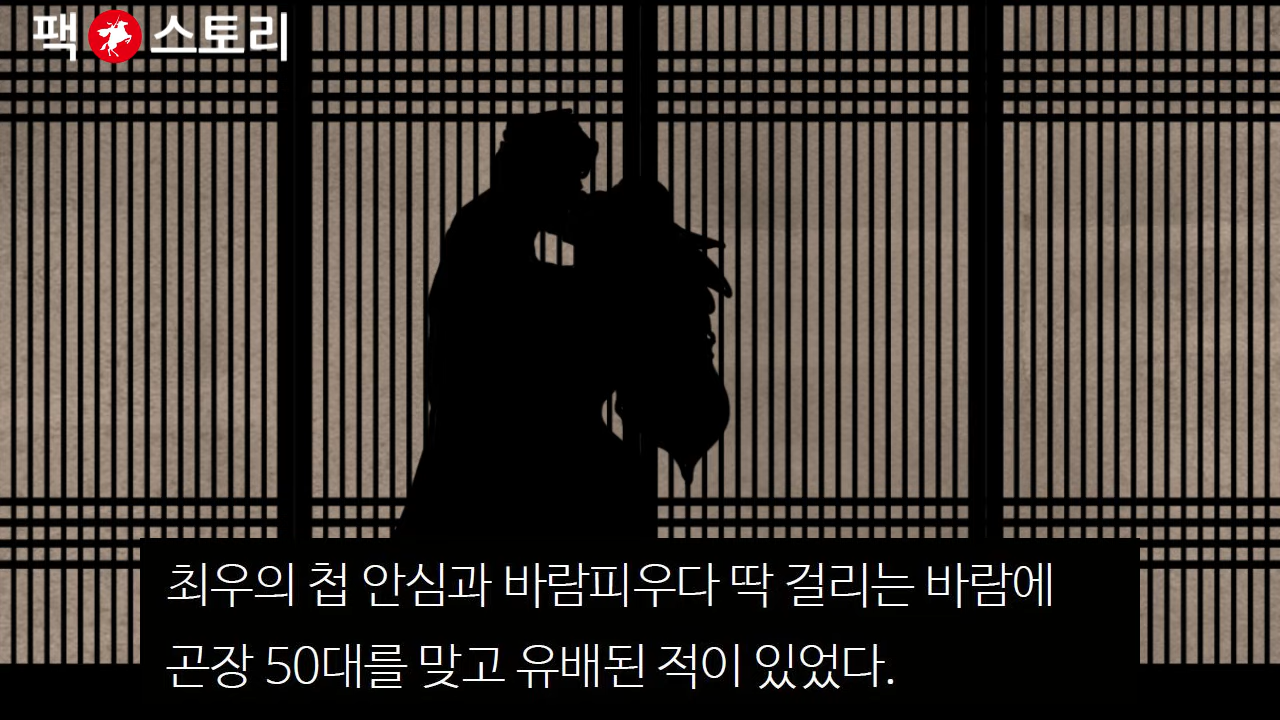 팩스토리
최우의 첩 안심과 바람피우다 딱 걸리는 바람에
곤장 50대를 맞고 유배된 적이 있었다.